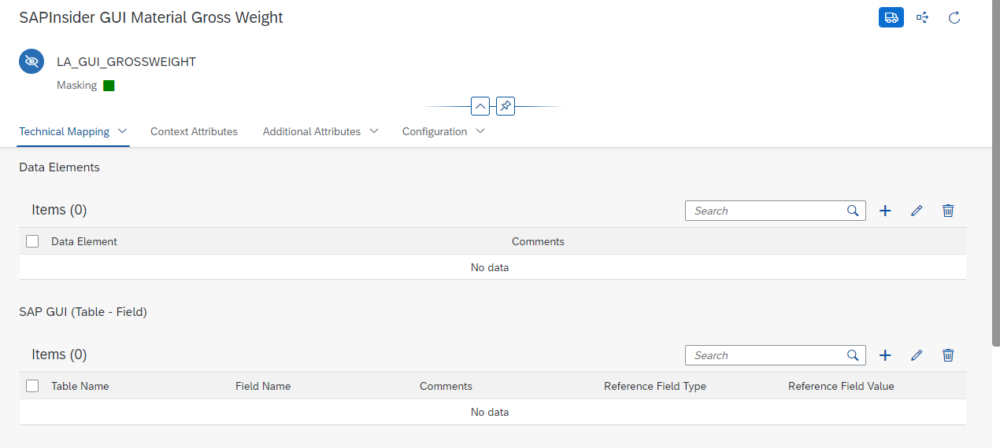 SAPInsider GUI Material Gross Weight
LA_GUI_GROSSWEIGHT
Masking
Technical Mapping Context Attributes Additional Attributes Configuration
Data Elements
Items (0) Search
Data Element Comments
No data
SAP GUI (Table - Field)
Items (0) Search
Table Name Field Name Comments Reference Field Type Reference Field Value
No data